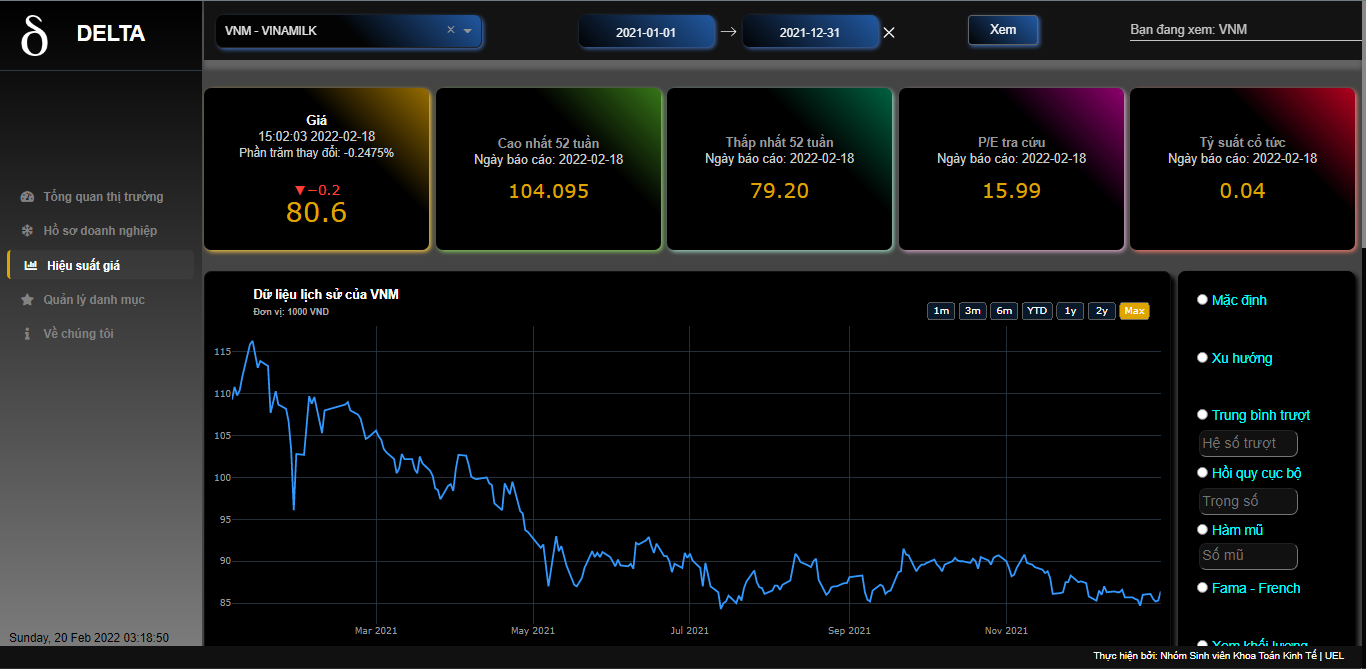 δ DELTA
VNM - VINAMILK × 
2021-01-01 → 2021-12-31 ×
Xem
Bạn đang xem: VNM
Tổng quan thị trường
Hồ sơ doanh nghiệp
Hiệu suất giá
Quản lý danh mục
Về chúng tôi
Sunday, 20 Feb 2022 03:18:50
Giá
15:02:03 2022-02-18
Phần trăm thay đổi: -0.2475%
▼−0.2
80.6
Cao nhất 52 tuần
Ngày báo cáo: 2022-02-18
104.095
Thấp nhất 52 tuần
Ngày báo cáo: 2022-02-18
79.20
P/E tra cứu
Ngày báo cáo: 2022-02-18
15.99
Tỷ suất cổ tức
Ngày báo cáo: 2022-02-18
0.04
Dữ liệu lịch sử của VNM
Đơn vị: 1000 VND
1m 3m 6m YTD 1y 2y Max
115
110
105
100
95
90
85
Mar 2021 May 2021 Jul 2021 Sep 2021 Nov 2021
Mặc định
Xu hướng
Trung bình trượt
Hệ số trượt
Hồi quy cục bộ
Trọng số
Hàm mũ
Số mũ
Fama - French
Xem khối lượng
Thực hiện bởi: Nhóm Sinh viên Khoa Toán Kinh Tế | UEL